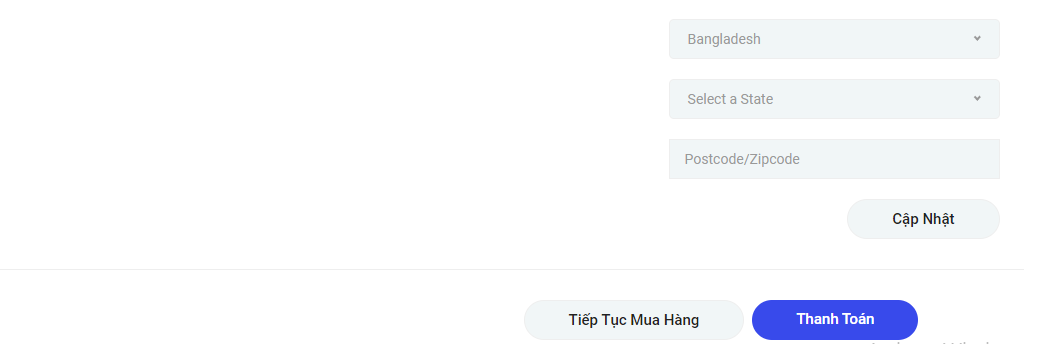 Bangladesh
Select a State
Postcode/Zipcode
Cập Nhật
Tiếp Tục Mua Hàng
Thanh Toán